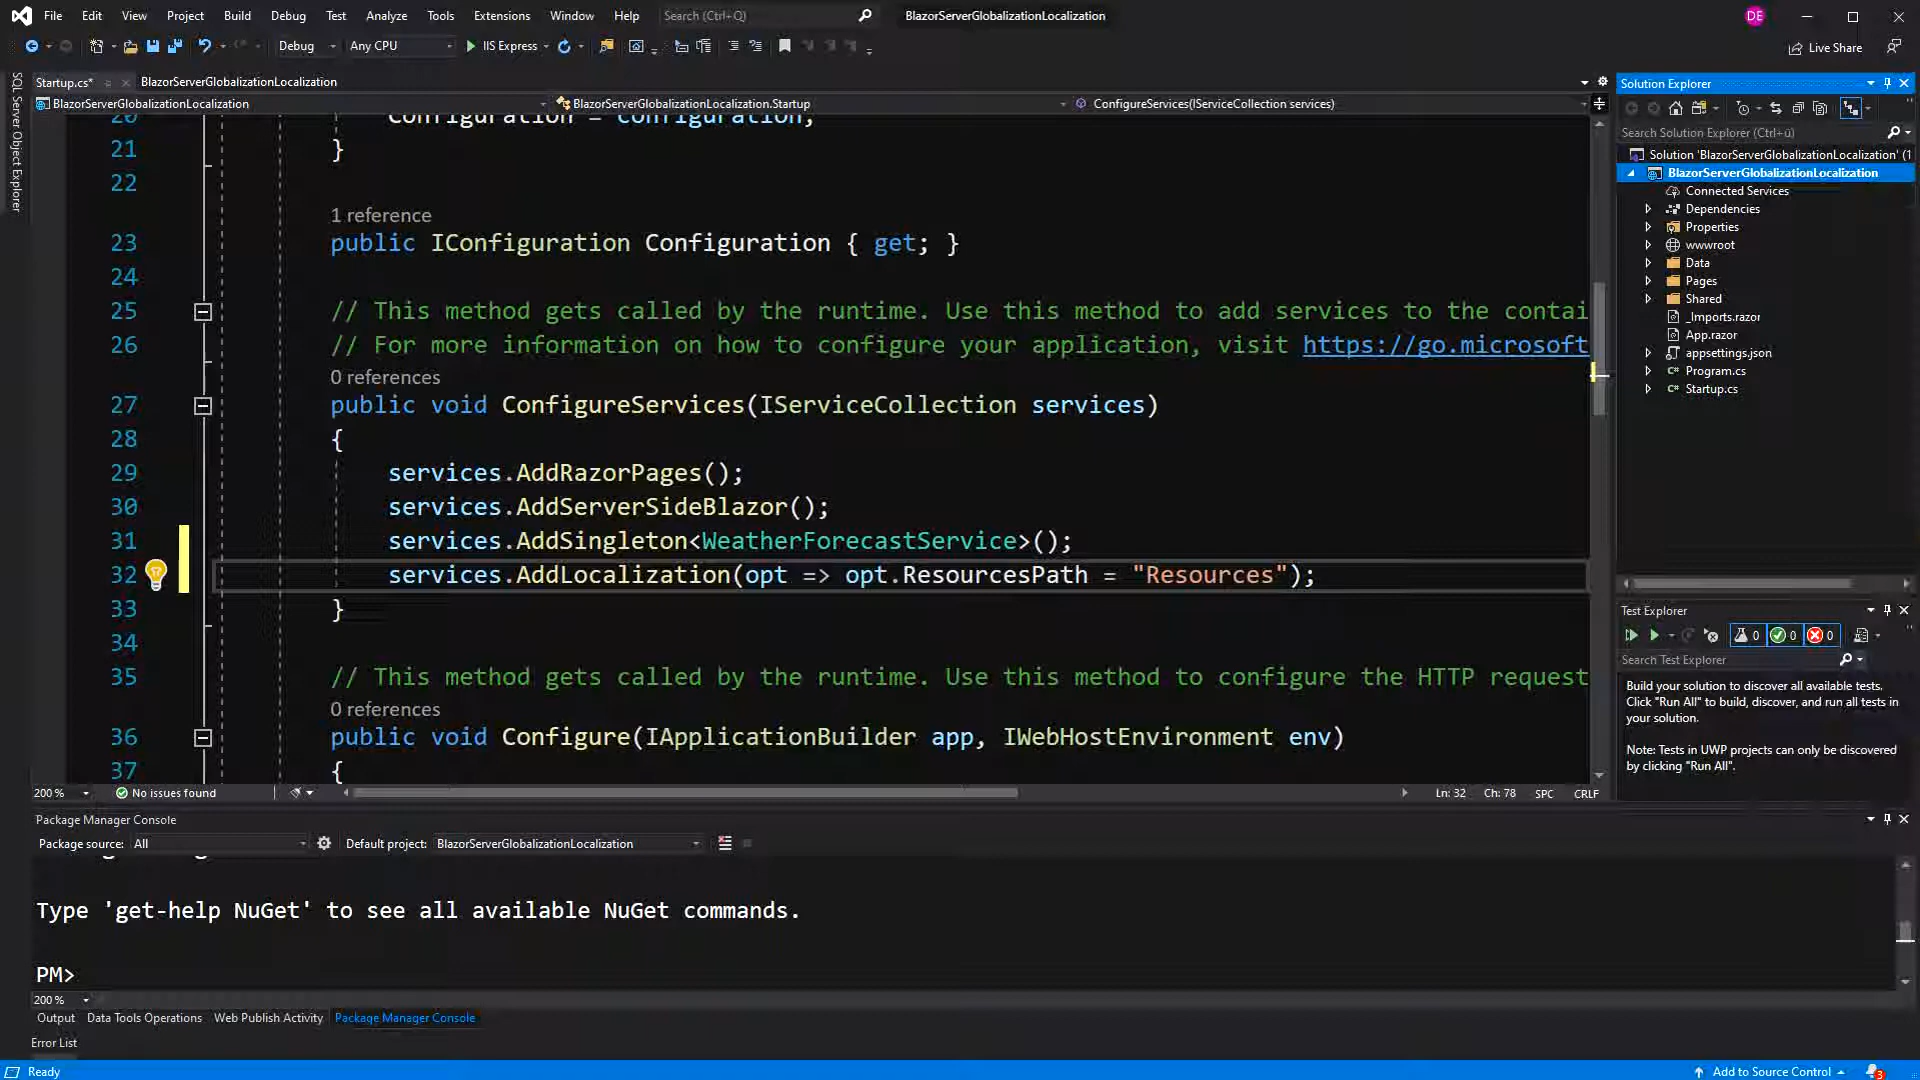 File Edit View Project Build Debug Test Analyze Tools Extensions Window Help Search (Ctrl+Q) BlazorServerGlobalizationLocalization DE
Debug Any CPU IIS Express Live Share
SQL Server Object Explorer
Startup.cs* BlazorServerGlobalizationLocalization
BlazorServerGlobalizationLocalization BlazorServerGlobalizationLocalization.Startup ConfigureServices(IServiceCollection services)
20 Configuration = configuration;
21 }
22
1 reference
23 public IConfiguration Configuration { get; }
24
25 // This method gets called by the runtime. Use this method to add services to the contai
26 // For more information on how to configure your application, visit https://go.microsoft
0 references
27 public void ConfigureServices(IServiceCollection services)
28 {
29 services.AddRazorPages();
30 services.AddServerSideBlazor();
31 services.AddSingleton<WeatherForecastService>();
32 services.AddLocalization(opt => opt.ResourcesPath = "Resources");
33 }
34
35 // This method gets called by the runtime. Use this method to configure the HTTP request
0 references
36 public void Configure(IApplicationBuilder app, IWebHostEnvironment env)
37 {
200 % No issues found Ln: 32 Ch: 78 SPC CRLF
Solution Explorer
Search Solution Explorer (Ctrl+ü)
Solution 'BlazorServerGlobalizationLocalization' (1
BlazorServerGlobalizationLocalization
Connected Services
Dependencies
Properties
wwwroot
Data
Pages
Shared
_Imports.razor
App.razor
appsettings.json
Program.cs
Startup.cs
Test Explorer
0 0 0
Search Test Explorer
Build your solution to discover all available tests.
Click "Run All" to build, discover, and run all tests in
your solution.
Note: Tests in UWP projects can only be discovered
by clicking "Run All".
Package Manager Console
Package source: All Default project: BlazorServerGlobalizationLocalization
Type 'get-help NuGet' to see all available NuGet commands.
PM>
200 %
Output Data Tools Operations Web Publish Activity Package Manager Console
Error List
Ready Add to Source Control 3